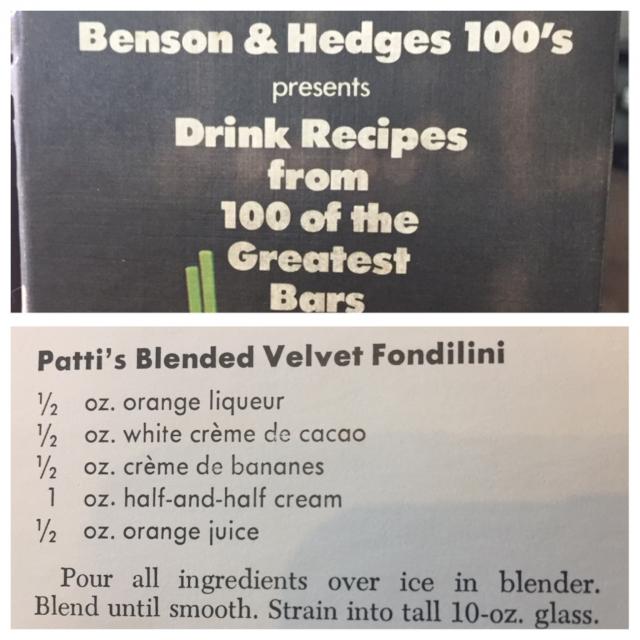 Benson & Hedges 100's
presents
Drink Recipes
from
100 of the
Greatest
Bars
Patti's Blended Velvet Fondilini
½ oz. orange liqueur
½ oz. white crème de cacao
½ oz. crème de bananes
1 oz. half-and-half cream
½ oz. orange juice
Pour all ingredients over ice in blender.
Blend until smooth. Strain into tall 10-oz. glass.